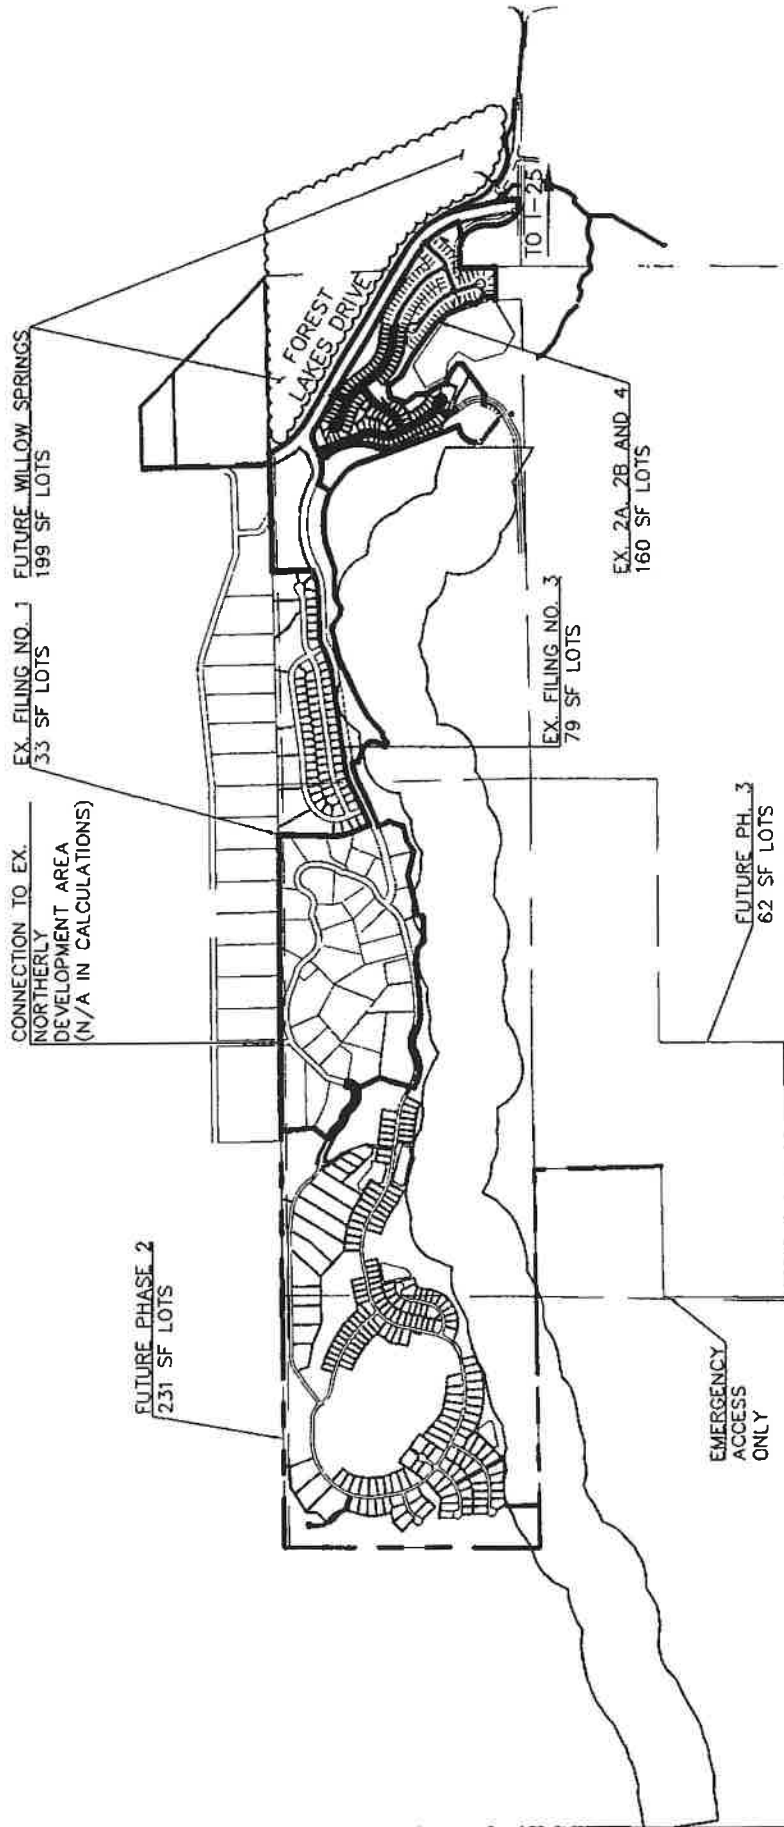 CONNECTION TO EX.
NORTHERLY
DEVELOPMENT AREA
(N/A IN CALCULATIONS)
EX. FILING NO. 1
33 SF LOTS
FUTURE WILLOW SPRINGS
199 SF LOTS
FUTURE PHASE 2
231 SF LOTS
FOREST
LAKES DRIVE
TO I-25
EX. 2A, 2B AND 4
160 SF LOTS
EX. FILING NO. 3
79 SF LOTS
FUTURE PH. 3
62 SF LOTS
EMERGENCY
ACCESS
ONLY